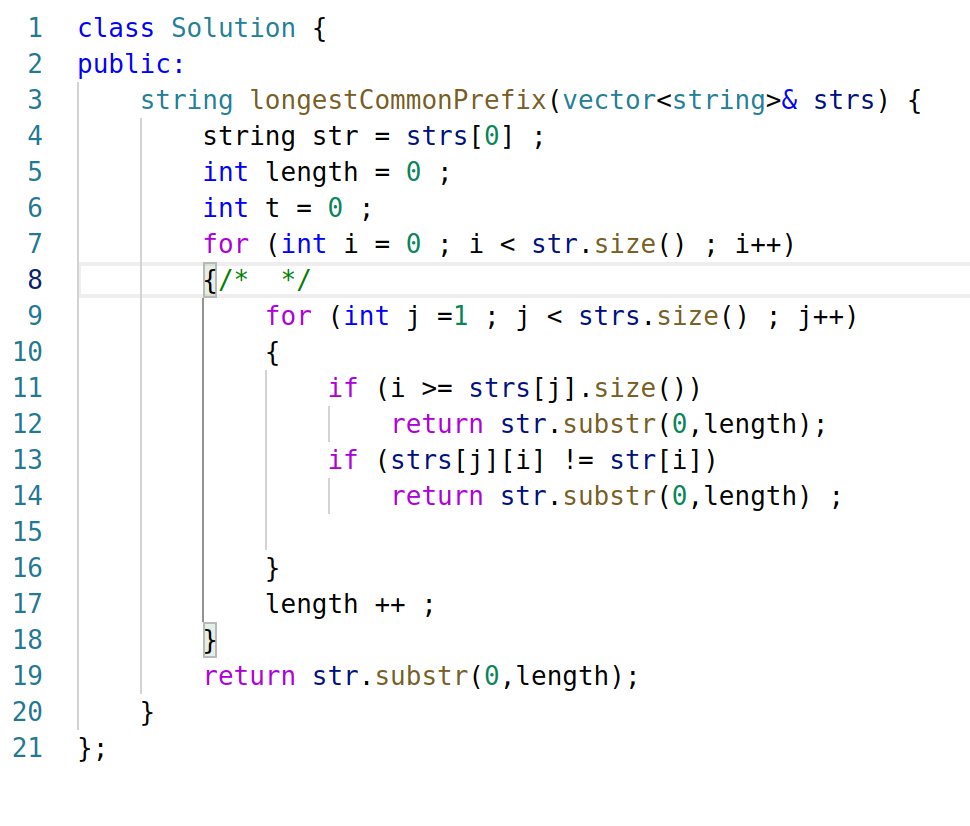 1 class Solution {
2 public:
3     string longestCommonPrefix(vector<string>& strs) {
4         string str = strs[0] ;
5         int length = 0 ;
6         int t = 0 ;
7         for (int i = 0 ; i < str.size() ; i++)
8         {/*  */
9             for (int j =1 ; j < strs.size() ; j++)
10             {
11                 if (i >= strs[j].size())
12                     return str.substr(0,length);
13                 if (strs[j][i] != str[i])
14                     return str.substr(0,length) ;
15
16             }
17             length ++ ;
18         }
19         return str.substr(0,length);
20     }
21 };